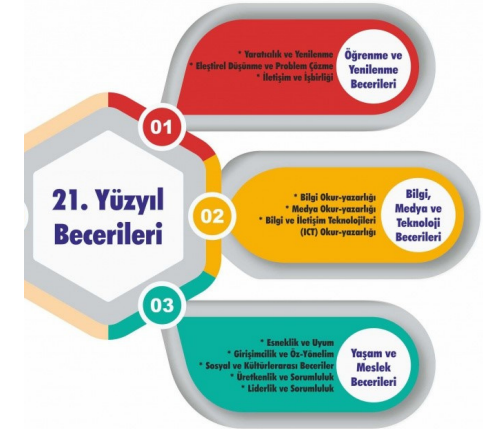 21. Yüzyıl
Becerileri
01
* Yaratıcılık ve Yenilenme
* Eleştirel Düşünme ve Problem Çözme
* İletişim ve İşbirliği
Öğrenme ve
Yenilenme
Becerileri
02
* Bilgi Okur-yazarlığı
* Medya Okur-yazarlığı
* Bilgi ve İletişim Teknolojileri
(ICT) Okur-yazarlığı
Bilgi,
Medya ve
Teknoloji
Becerileri
03
* Esneklik ve Uyum
* Girişimcilik ve Öz-Yönelim
* Sosyal ve Kültürlerarası Beceriler
* Üretkenlik ve Sorumluluk
* Liderlik ve Sorumluluk
Yaşam ve
Meslek
Becerileri